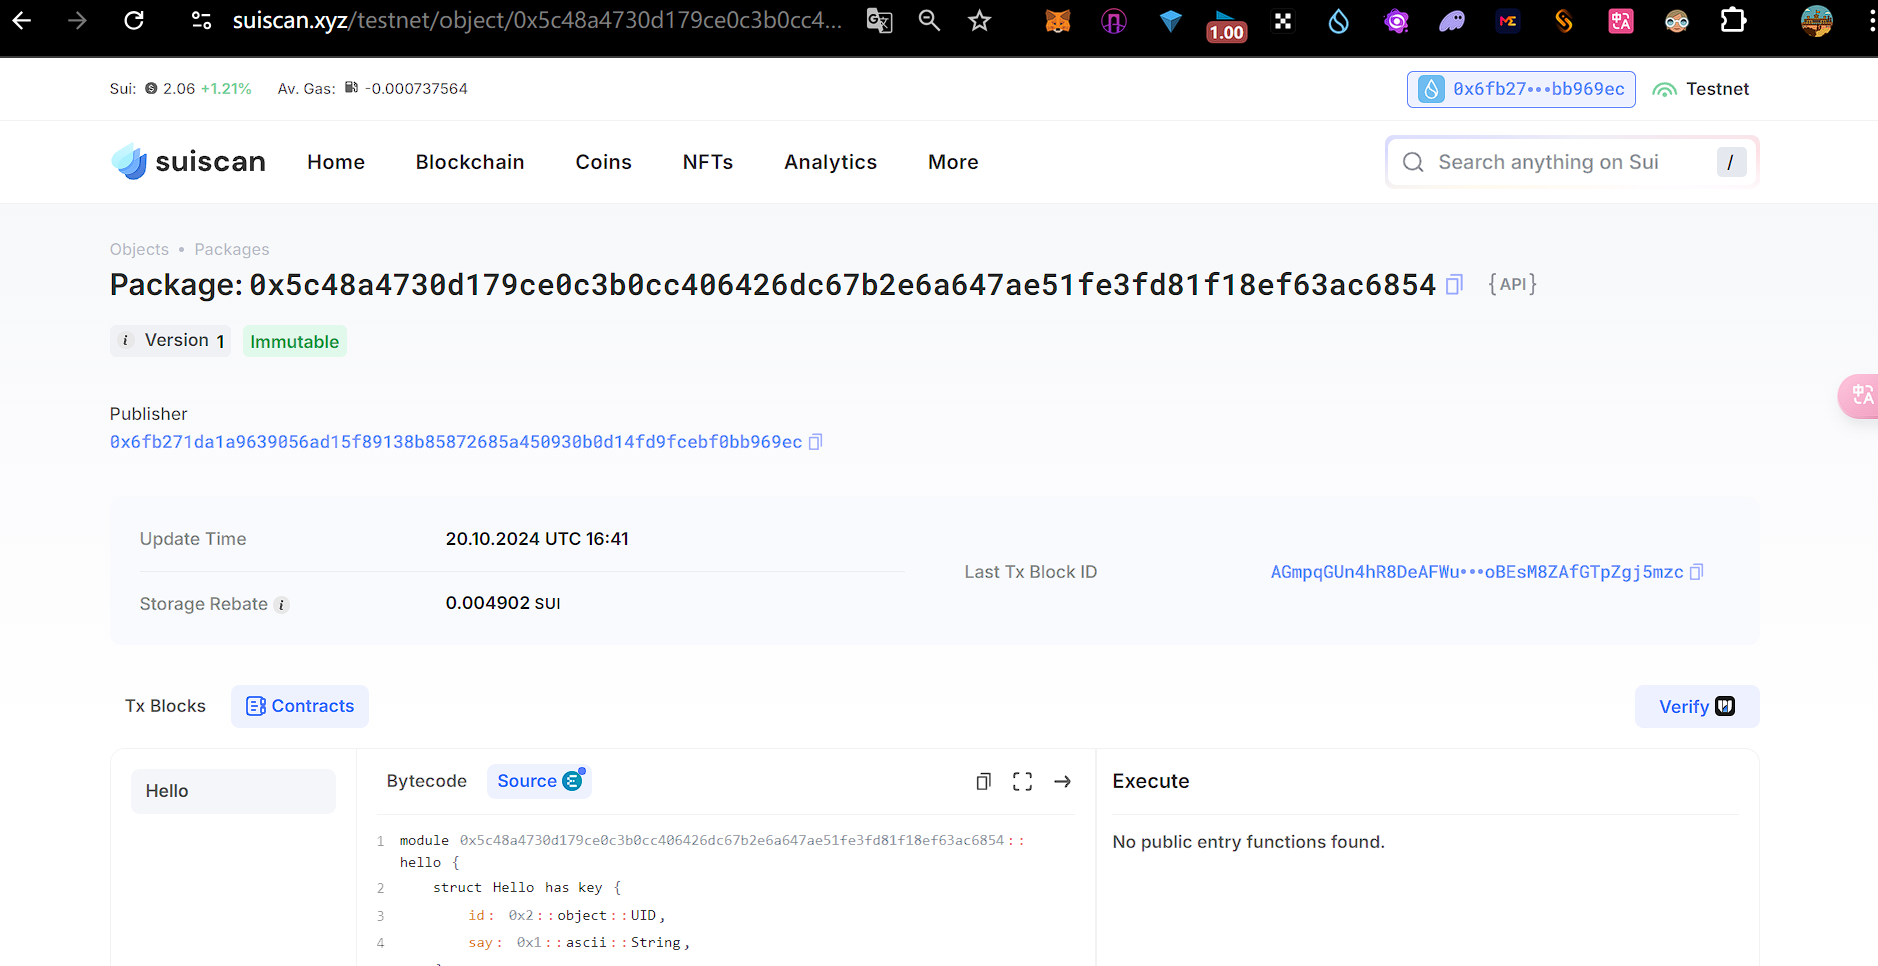 suiscan.xyz/testnet/object/0x5c48a4730d179ce0c3b0cc4...
1.00
Sui: 2.06 +1.21% Av. Gas: -0.000737564
0x6fb27•••bb969ec Testnet
suiscan Home Blockchain Coins NFTs Analytics More Search anything on Sui /
Objects • Packages
Package: 0x5c48a4730d179ce0c3b0cc406426dc67b2e6a647ae51fe3fd81f18ef63ac6854 {API}
i Version 1 Immutable
Publisher
0x6fb271da1a9639056ad15f89138b85872685a450930b0d14fd9fcebf0bb969ec
Update Time 20.10.2024 UTC 16:41
Last Tx Block ID AGmpqGUn4hR8DeAFWu•••oBEsM8ZAfGTpZgj5mzc
Storage Rebate i 0.004902 SUI
Tx Blocks Contracts Verify
Hello
Bytecode Source
Execute
No public entry functions found.
1 module 0x5c48a4730d179ce0c3b0cc406426dc67b2e6a647ae51fe3fd81f18ef63ac6854::
hello {
2 struct Hello has key {
3 id: 0x2::object::UID,
4 say: 0x1::ascii::String,